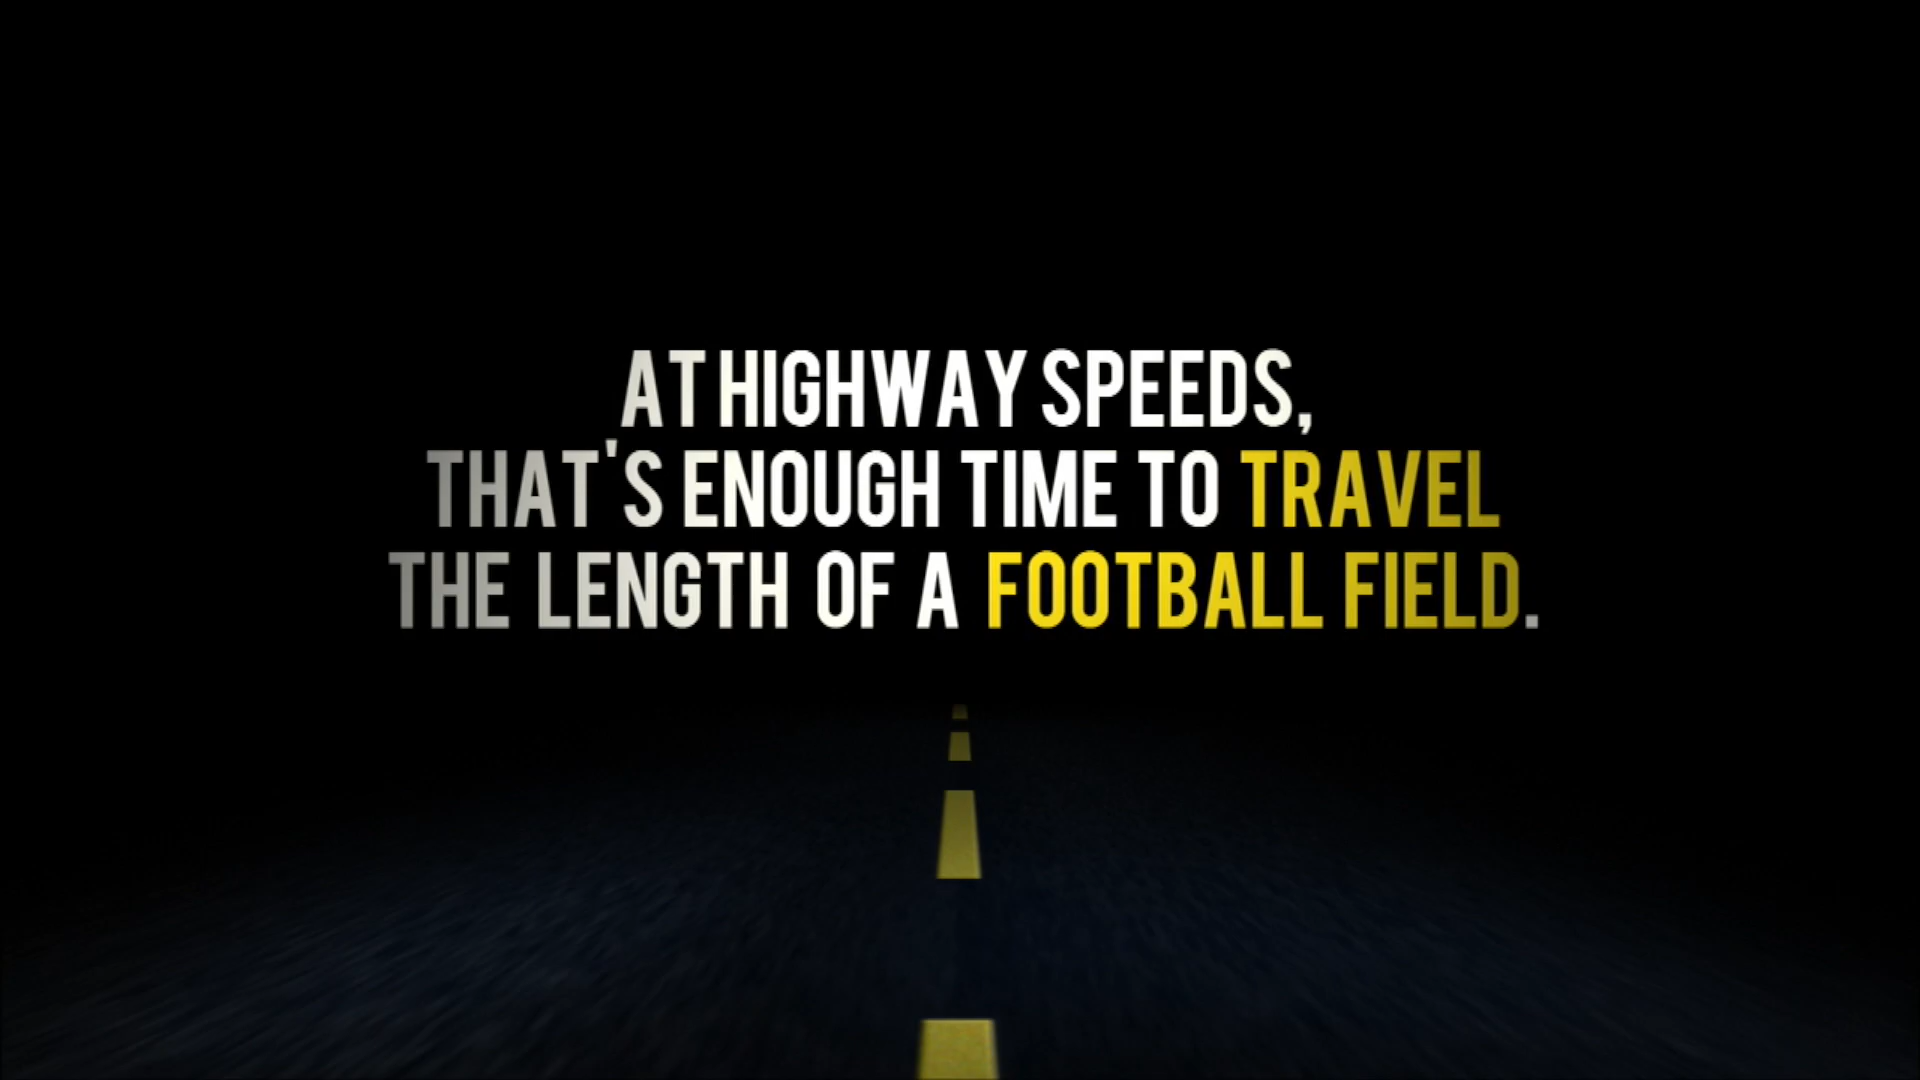 AT HIGHWAY SPEEDS,
THAT'S ENOUGH TIME TO TRAVEL
THE LENGTH OF A FOOTBALL FIELD.